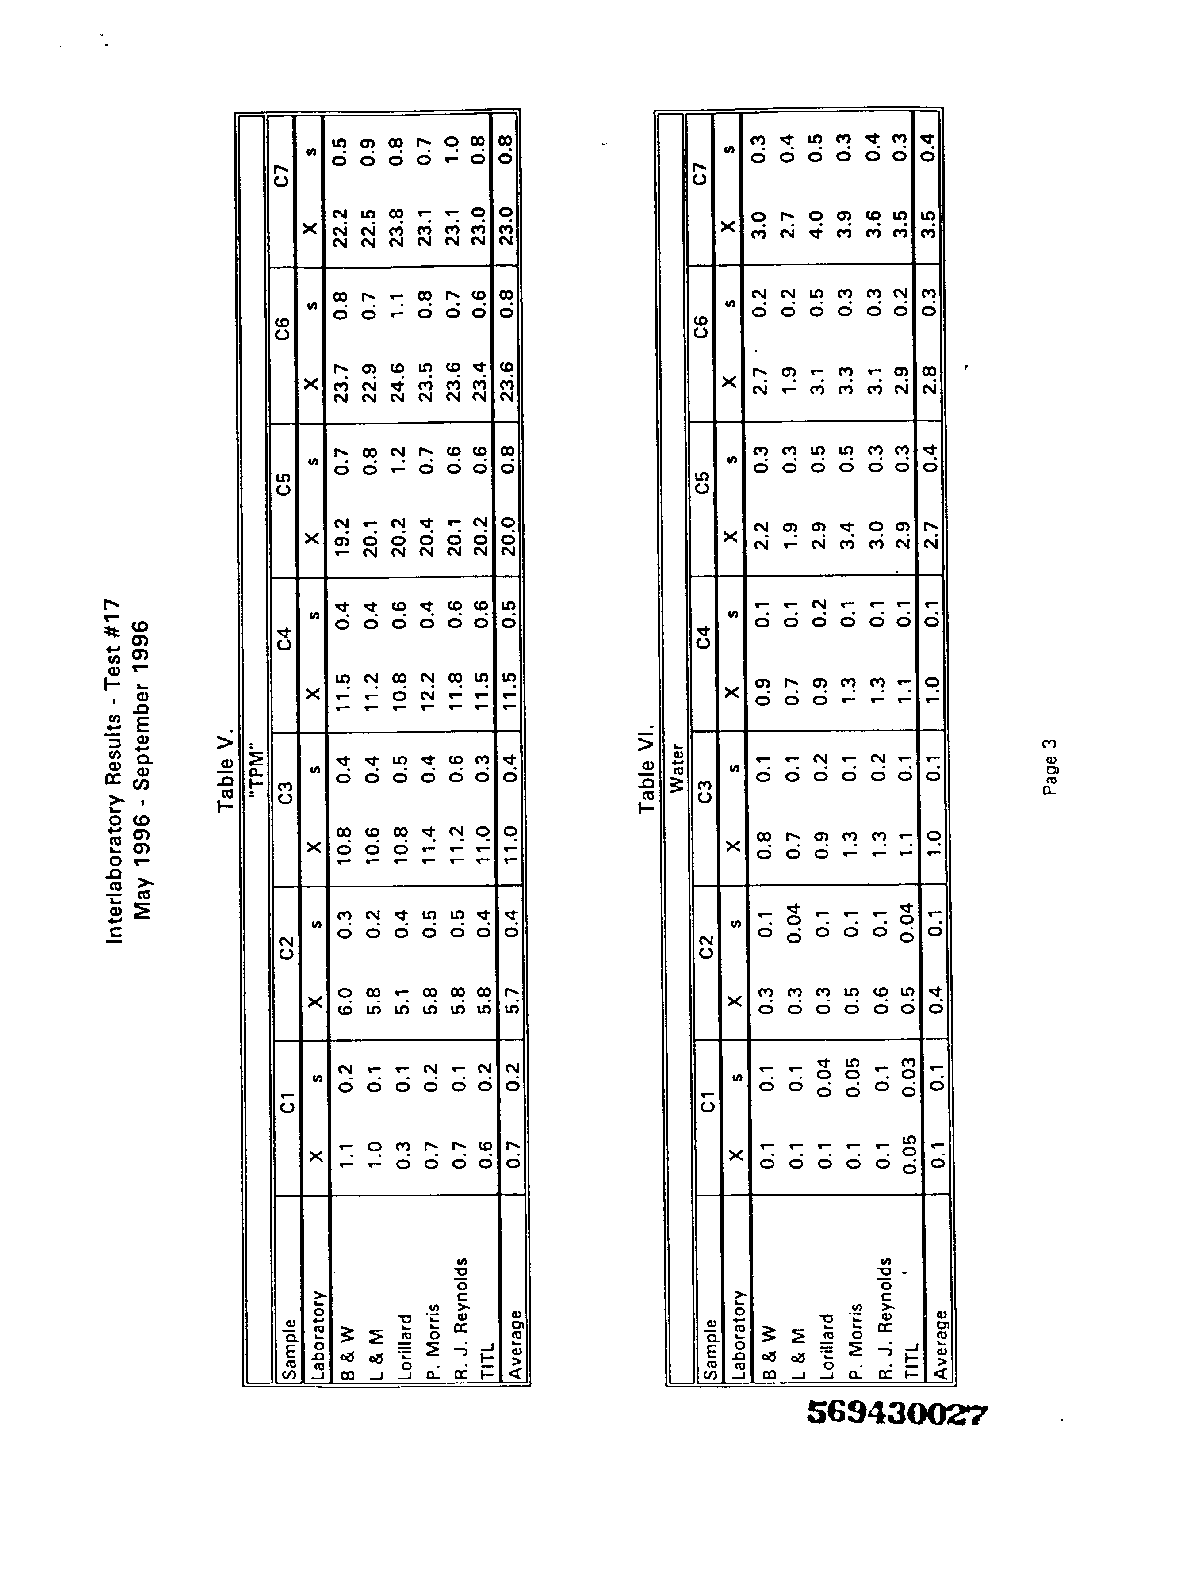 Interlaboratory Results - Test #17
May 1996 - September 1996
Table V.
"TPM"
Sample C1 C2 C3 C4 C5 C6 C7
Laboratory X s X s X s X s X s X s X s
B & W 1.1 0.2 6.0 0.3 10.8 0.4 11.5 0.4 19.2 0.7 23.7 0.8 22.2 0.5
L & M 1.0 0.1 5.8 0.2 10.6 0.4 11.2 0.4 20.1 0.8 22.9 0.7 22.5 0.9
Lorillard 0.3 0.1 5.1 0.4 10.8 0.5 10.8 0.6 20.2 1.2 24.6 1.1 23.8 0.8
P. Morris 0.7 0.2 5.8 0.5 11.4 0.4 12.2 0.4 20.4 0.7 23.5 0.8 23.1 0.7
R. J. Reynolds 0.7 0.1 5.8 0.5 11.2 0.6 11.8 0.6 20.1 0.6 23.6 0.7 23.1 1.0
TITL 0.6 0.2 5.8 0.4 11.0 0.3 11.5 0.6 20.2 0.6 23.4 0.6 23.0 0.8
Average 0.7 0.2 5.7 0.4 11.0 0.4 11.5 0.5 20.0 0.8 23.6 0.8 23.0 0.8
Table VI.
Water
Sample C1 C2 C3 C4 C5 C6 C7
Laboratory X s X s X s X s X s X s X s
B & W 0.1 0.1 0.3 0.1 0.8 0.1 0.9 0.1 2.2 0.3 2.7 0.2 3.0 0.3
L & M 0.1 0.1 0.3 0.04 0.7 0.1 0.7 0.1 1.9 0.3 1.9 0.2 2.7 0.4
Lorillard 0.1 0.04 0.3 0.1 0.9 0.2 0.9 0.2 2.9 0.5 3.1 0.5 4.0 0.5
P. Morris 0.1 0.05 0.5 0.1 1.3 0.1 1.3 0.1 3.4 0.5 3.3 0.3 3.9 0.3
R. J. Reynolds 0.1 0.1 0.6 0.1 1.3 0.2 1.3 0.1 3.0 0.3 3.1 0.3 3.6 0.4
TITL 0.05 0.03 0.5 0.04 1.1 0.1 1.1 0.1 2.9 0.3 2.9 0.2 3.5 0.3
Average 0.1 0.1 0.4 0.1 1.0 0.1 1.0 0.1 2.7 0.4 2.8 0.3 3.5 0.4
Page 3
569430027